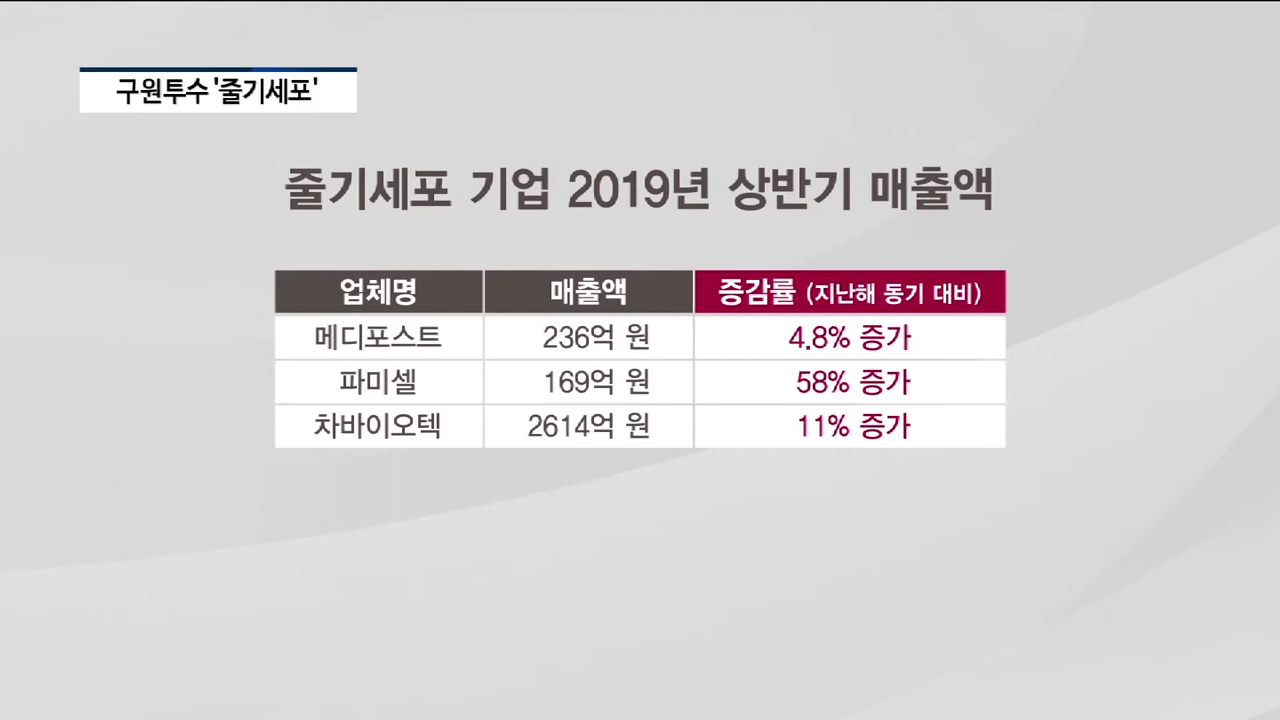 구원투수 '줄기세포'
줄기세포 기업 2019년 상반기 매출액
업체명 매출액 증감률 (지난해 동기 대비)
메디포스트 236억 원 4.8% 증가
파미셀 169억 원 58% 증가
차바이오텍 2614억 원 11% 증가